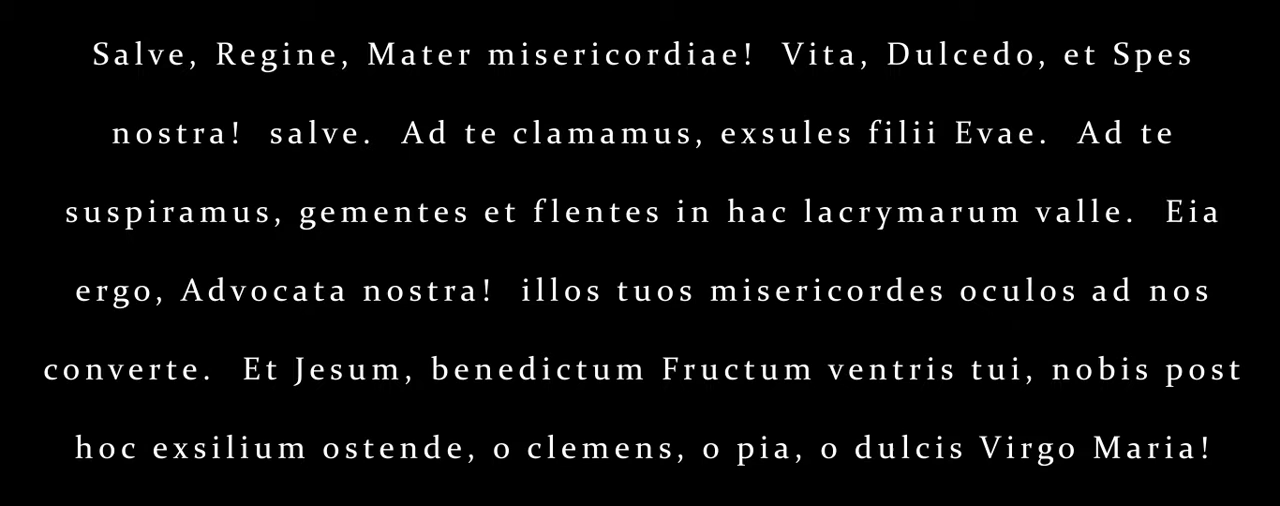 Salve, Regine, Mater misericordiae! Vita, Dulcedo, et Spes
nostra! salve. Ad te clamamus, exsules filii Evae. Ad te
suspiramus, gementes et flentes in hac lacrymarum valle. Eia
ergo, Advocata nostra! illos tuos misericordes oculos ad nos
converte. Et Jesum, benedictum Fructum ventris tui, nobis post
hoc exsilium ostende, o clemens, o pia, o dulcis Virgo Maria!